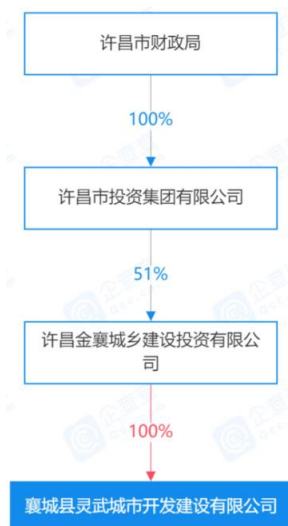 许昌市财政局
100%
许昌市投资集团有限公司
51%
许昌金襄城乡建设投资有限公
司
100%
襄城县灵武城市开发建设有限公司